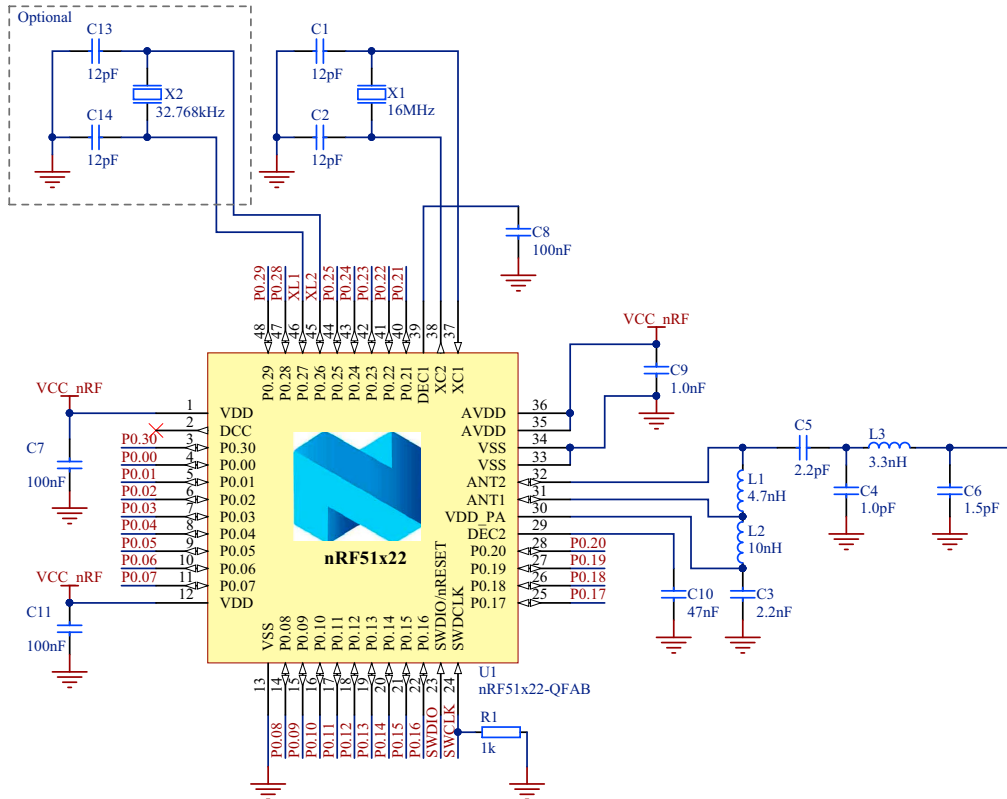 Optional
C13
12pF
X2
32.768kHz
C14
12pF
C1
12pF
X1
16MHz
C2
12pF
C8
100nF
P0.29
P0.28
XL1
XL2
P0.25
P0.24
P0.23
P0.22
P0.21
48
47
46
45
44
43
42
41
40
39
38
37
P0.29
P0.28
P0.27
P0.26
P0.25
P0.24
P0.23
P0.22
P0.21
DEC1
XC2
XC1
VCC_nRF
C7
100nF
VCC_nRF
C11
100nF
1 VDD
2 DCC
P0.30 3 P0.30
P0.00 4 P0.00
P0.01 5 P0.01
P0.02 6 P0.02
P0.03 7 P0.03
P0.04 8 P0.04
P0.05 9 P0.05
P0.06 10 P0.06
P0.07 11 P0.07
12 VDD
nRF51x22
AVDD 36
AVDD 35
VSS 34
VSS 33
ANT2 32
ANT1 31
VDD_PA 30
DEC2 29
P0.20 28 P0.20
P0.19 27 P0.19
P0.18 26 P0.18
P0.17 25 P0.17
VCC_nRF
C9
1.0nF
C5
2.2pF
L3
3.3nH
L1
4.7nH
C4
1.0pF
C6
1.5pF
L2
10nH
C10
47nF
C3
2.2nF
VSS
P0.08
P0.09
P0.10
P0.11
P0.12
P0.13
P0.14
P0.15
P0.16
SWDIO/nRESET
SWDCLK
13
14
15
16
17
18
19
20
21
22
23
24
P0.08
P0.09
P0.10
P0.11
P0.12
P0.13
P0.14
P0.15
P0.16
SWDIO
SWCLK
U1
nRF51x22-QFAB
R1
1k